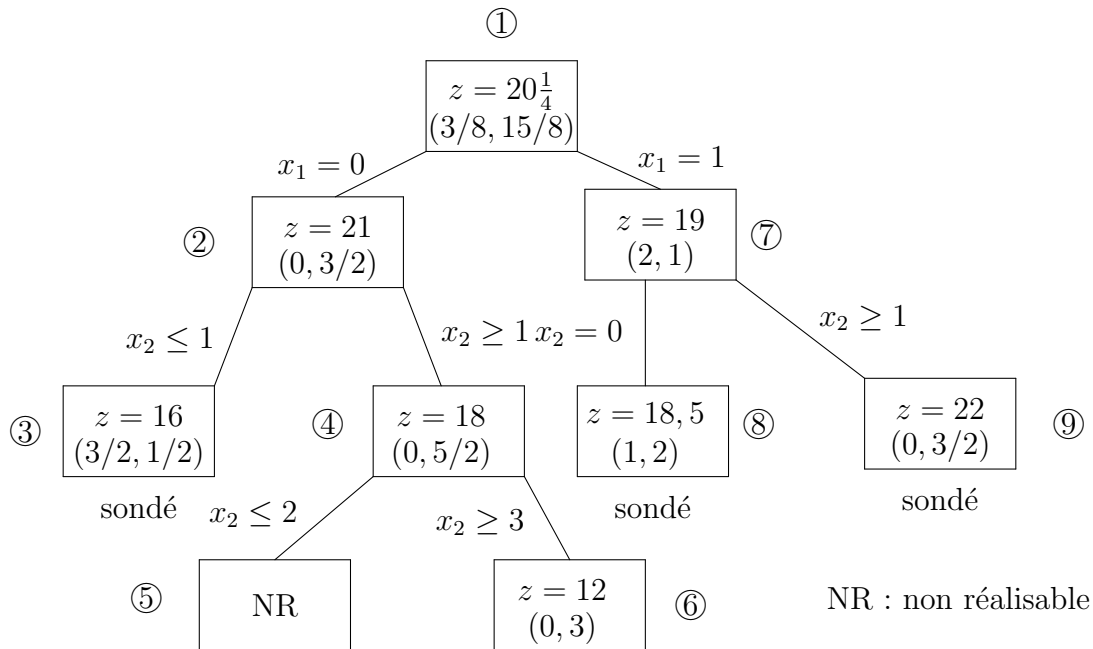 ①
z = 20 1/4
(3/8, 15/8)
x₁ = 0
x₁ = 1
②
z = 21
(0, 3/2)
z = 19
(2, 1)
⑦
x₂ ≤ 1
x₂ ≥ 1
x₂ = 0
x₂ ≥ 1
③
z = 16
(3/2, 1/2)
sondé
④
z = 18
(0, 5/2)
z = 18, 5
(1, 2)
⑧
sondé
z = 22
(0, 3/2)
⑨
sondé
x₂ ≤ 2
x₂ ≥ 3
⑤
NR
z = 12
(0, 3)
⑥
NR : non réalisable